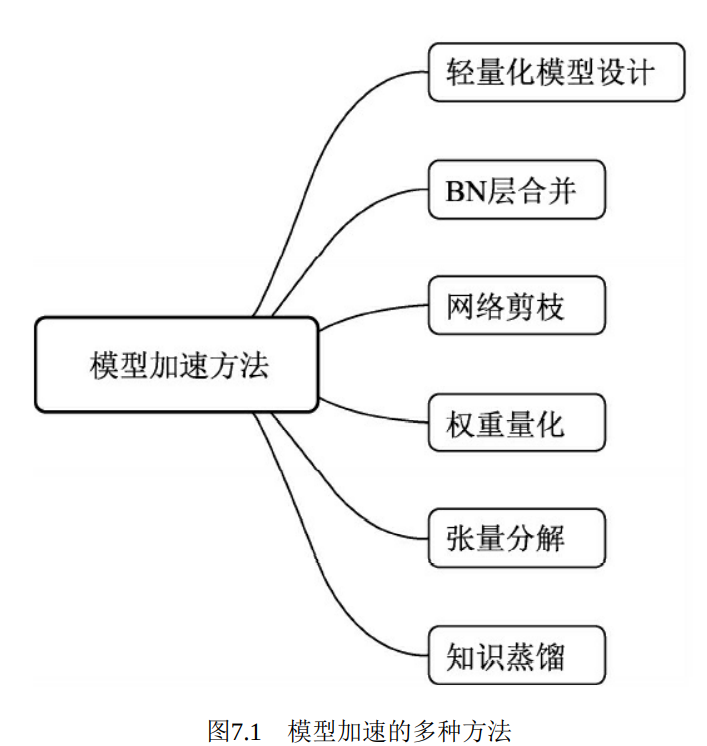 轻量化模型设计
BN层合并
网络剪枝
模型加速方法
权重量化
张量分解
知识蒸馏
图7.1 模型加速的多种方法